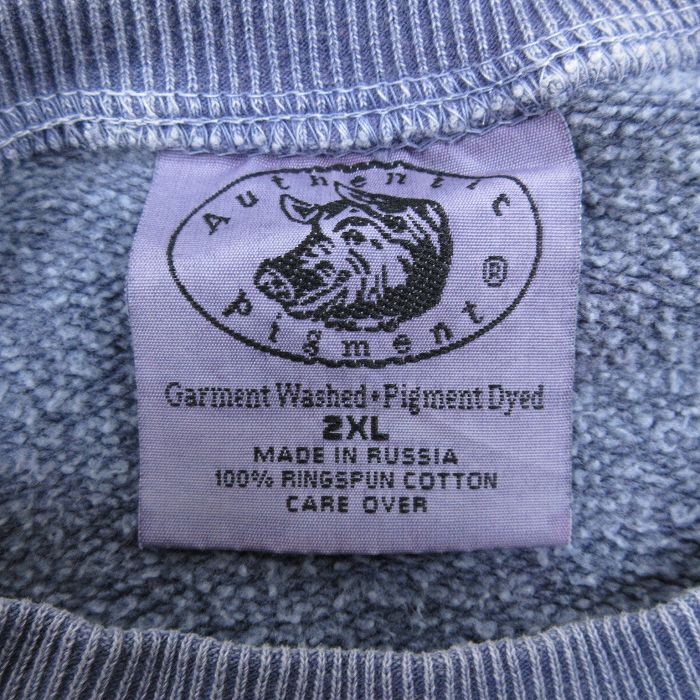 Authentic
Pigment®
Garment Washed • Pigment Dyed
2XL
MADE IN RUSSIA
100% RINGSPUN COTTON
CARE OVER